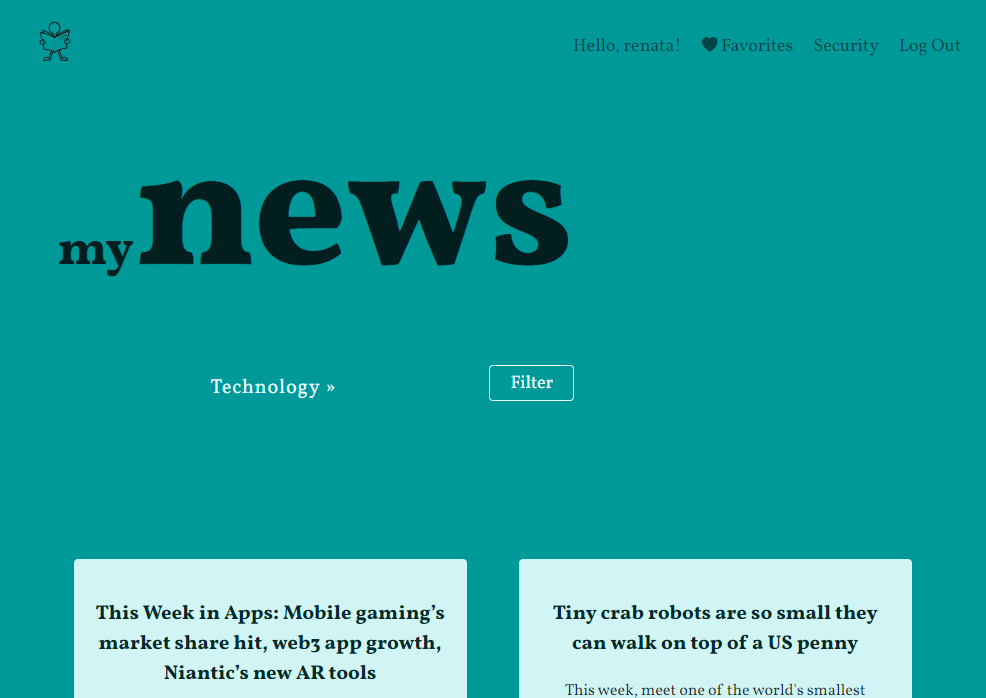 Hello, renata! Favorites Security Log Out
my news
Technology » Filter
This Week in Apps: Mobile gaming’s
market share hit, web3 app growth,
Niantic’s new AR tools
Tiny crab robots are so small they
can walk on top of a US penny
This week, meet one of the world's smallest